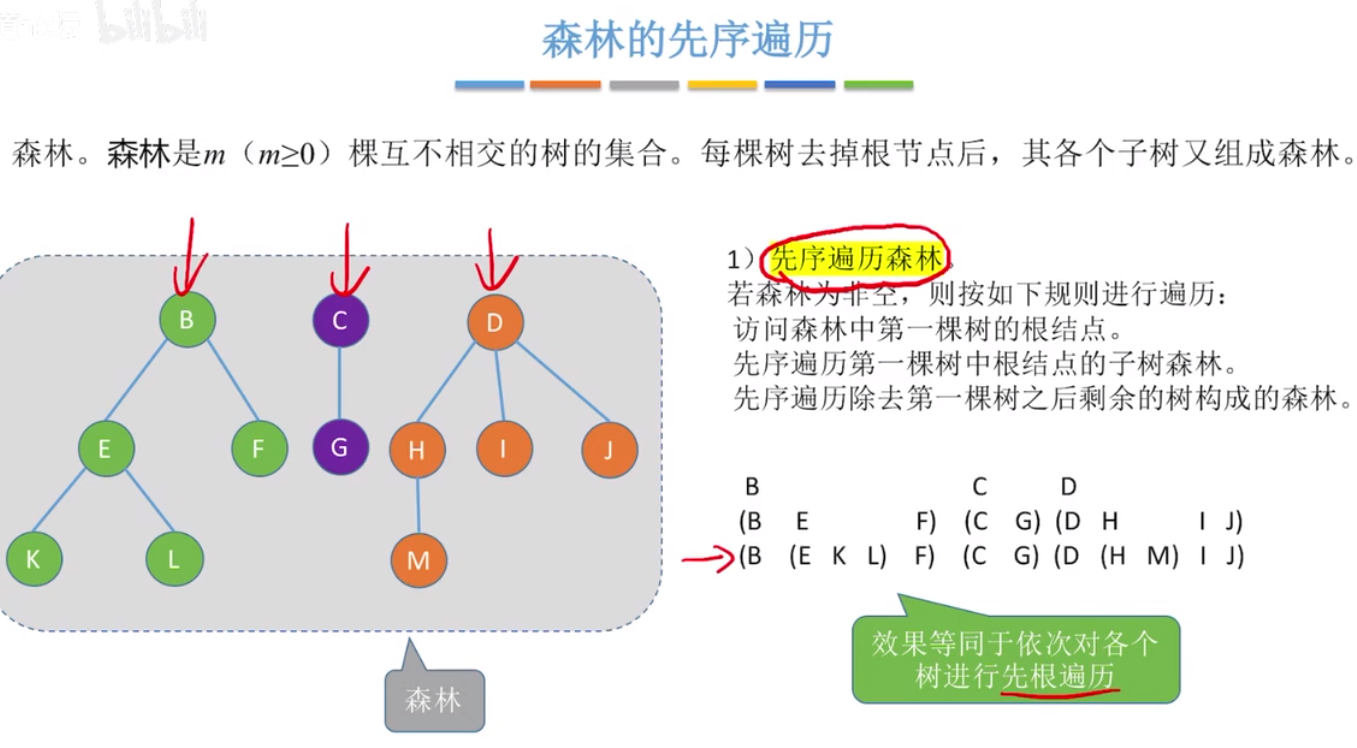 bilibili
森林的先序遍历
森林。森林是m（m≥0）棵互不相交的树的集合。每棵树去掉根节点后，其各个子树又组成森林。
1）先序遍历森林。
若森林为非空，则按如下规则进行遍历：
访问森林中第一棵树的根结点。
先序遍历第一棵树中根结点的子树森林。
先序遍历除去第一棵树之后剩余的树构成的森林。
B C D
E F G H I J
K L M
森林
B C D
(B E F) (C G) (D H I J)
(B (E K L) F) (C G) (D (H M) I J)
效果等同于依次对各个
树进行先根遍历